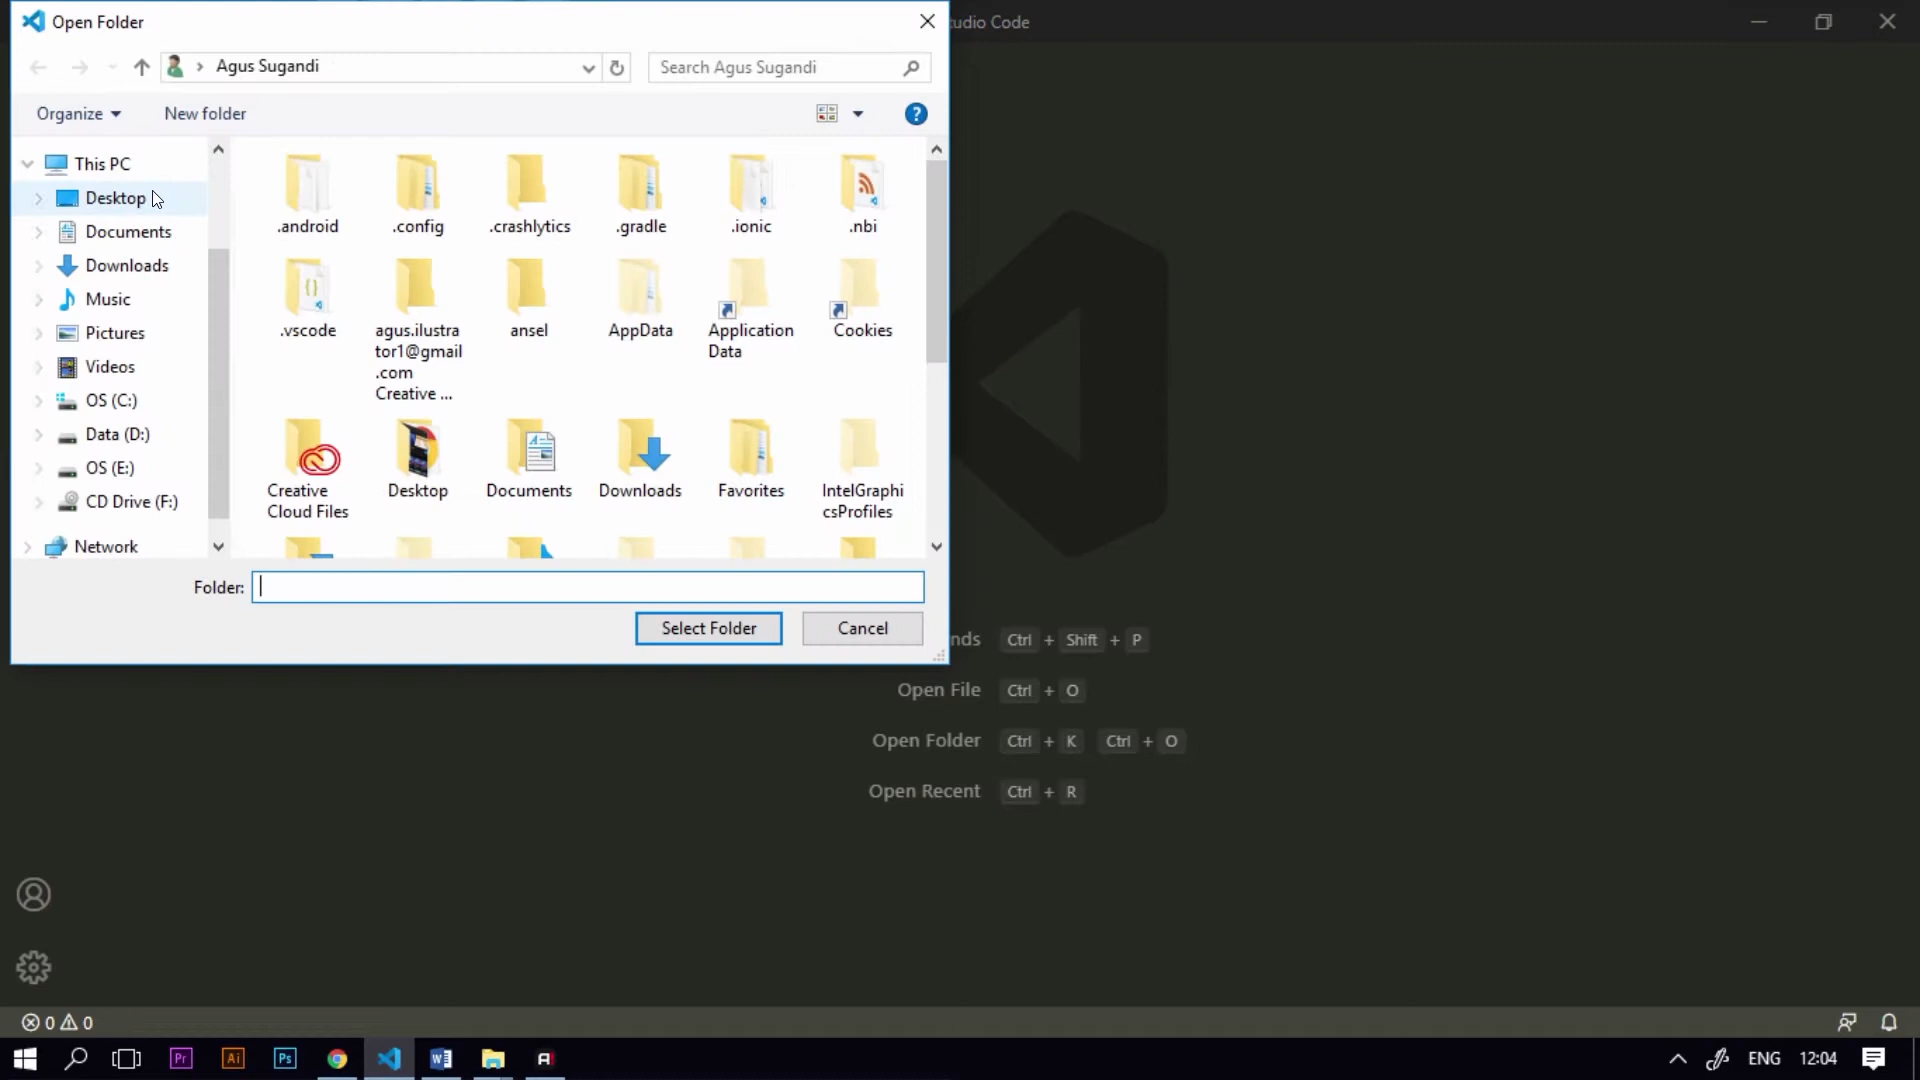 Open Folder
tudio Code
Agus Sugandi
Search Agus Sugandi
Organize
New folder
?
This PC
Desktop
Documents
Downloads
Music
Pictures
Videos
OS (C:)
Data (D:)
OS (E:)
CD Drive (F:)
Network
.android
.config
.crashlytics
.gradle
.ionic
.nbi
.vscode
agus.ilustra
tor1@gmail
.com
Creative ...
ansel
AppData
Application
Data
Cookies
Creative
Cloud Files
Desktop
Documents
Downloads
Favorites
IntelGraphi
csProfiles
Folder:
Select Folder
Cancel
nds Ctrl + Shift + P
Open File Ctrl + O
Open Folder Ctrl + K Ctrl + O
Open Recent Ctrl + R
0 0
Pr Ai Ps W A!
ENG 12:04